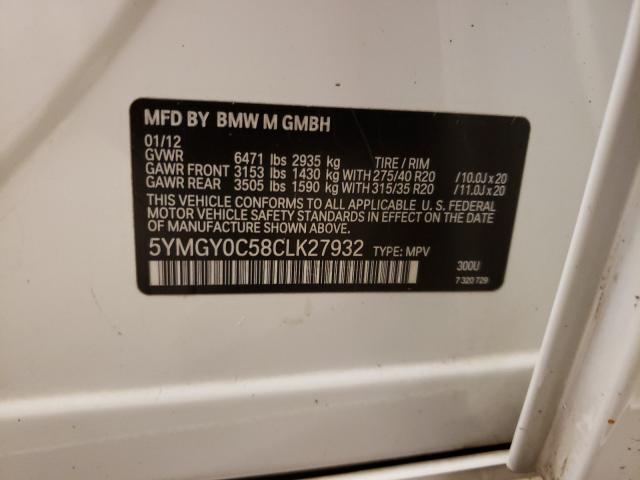 MFD BY BMW M GMBH
01/12
GVWR 6471 lbs 2935 kg TIRE / RIM
GAWR FRONT 3153 lbs 1430 kg WITH 275/40 R20 /10.0J x 20
GAWR REAR 3505 lbs 1590 kg WITH 315/35 R20 /11.0J x 20
THIS VEHICLE CONFORMS TO ALL APPLICABLE U. S. FEDERAL
MOTOR VEHICLE SAFETY STANDARDS IN EFFECT ON THE DATE
OF MANUFACTURE SHOWN ABOVE.
5YMGY0C58CLK27932 TYPE: MPV
300U
7 320 729